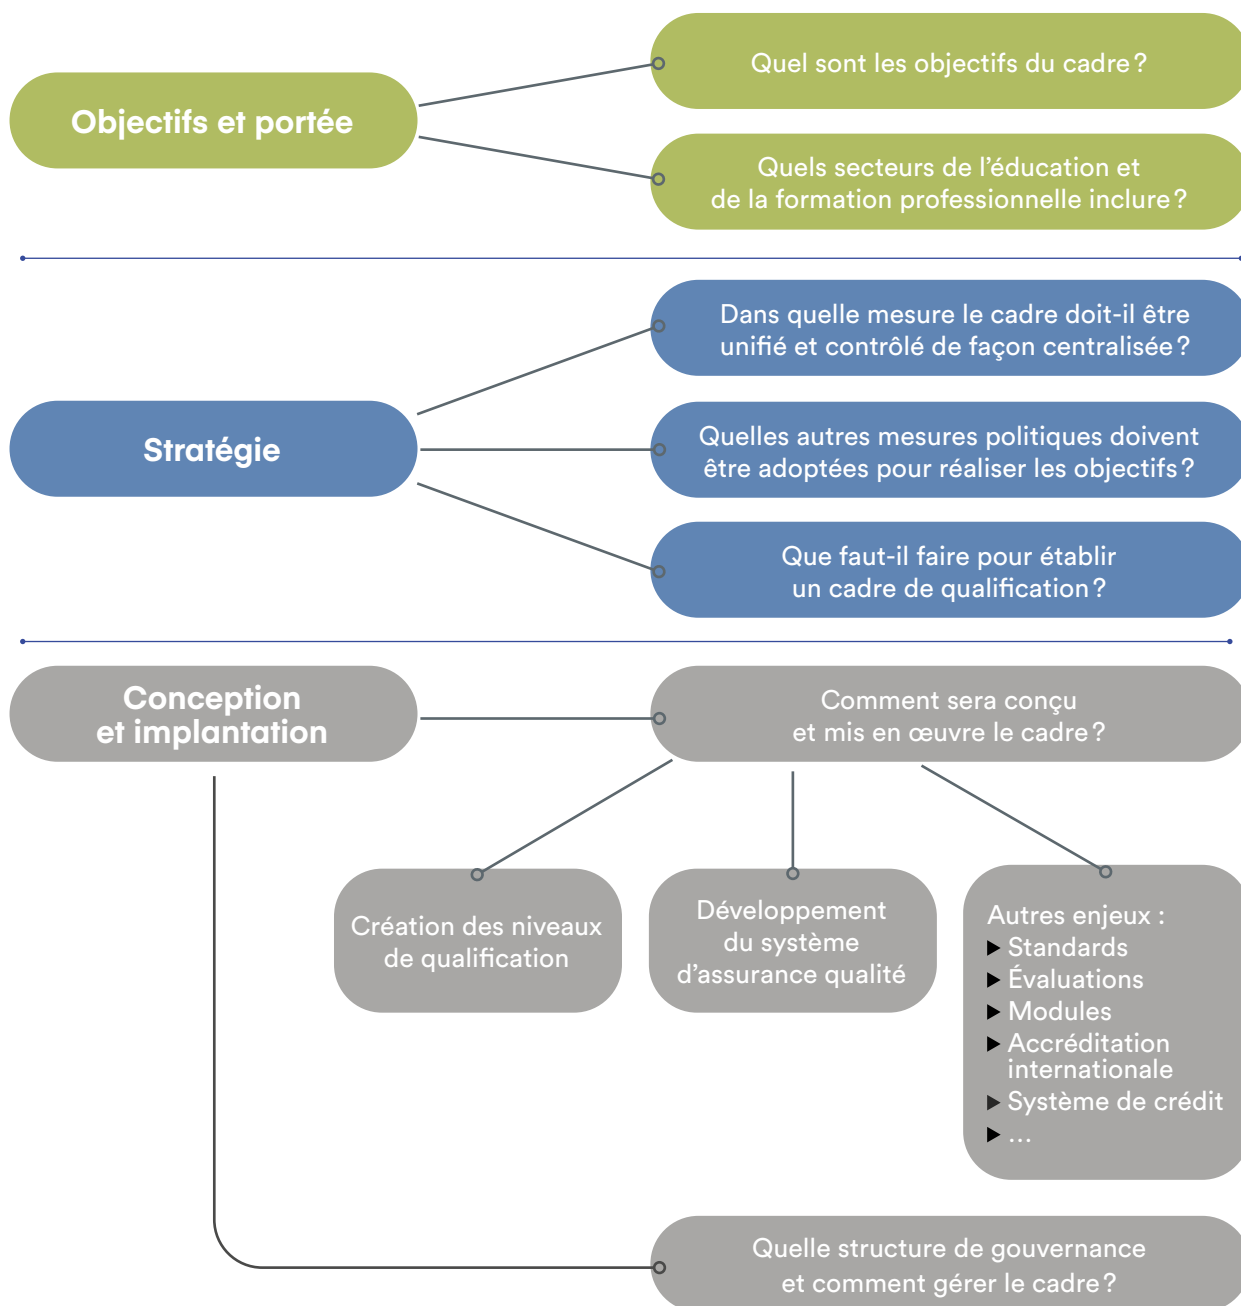 Objectifs et portée
Quel sont les objectifs du cadre ?
Quels secteurs de l’éducation et
de la formation professionnelle inclure ?
Stratégie
Dans quelle mesure le cadre doit-il être
unifié et contrôlé de façon centralisée ?
Quelles autres mesures politiques doivent
être adoptées pour réaliser les objectifs ?
Que faut-il faire pour établir
un cadre de qualification ?
Conception
et implantation
Comment sera conçu
et mis en œuvre le cadre ?
Création des niveaux
de qualification
Développement
du système
d’assurance qualité
Autres enjeux :
▶ Standards
▶ Évaluations
▶ Modules
▶ Accréditation
internationale
▶ Système de crédit
▶ …
Quelle structure de gouvernance
et comment gérer le cadre ?